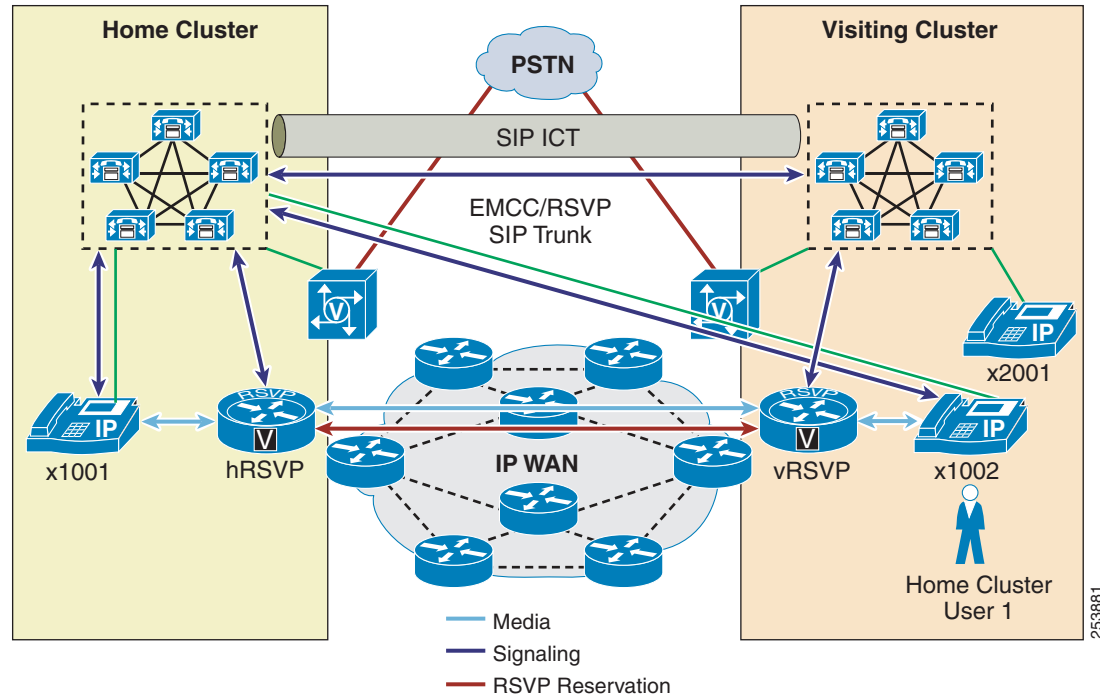 Home Cluster
Visiting Cluster
PSTN
SIP ICT
EMCC/RSVP
SIP Trunk
V
V
IP
x2001
IP
x1001
RSVP
V
hRSVP
IP WAN
RSVP
V
vRSVP
IP
x1002
Home Cluster
User 1
Media
Signaling
RSVP Reservation
253881